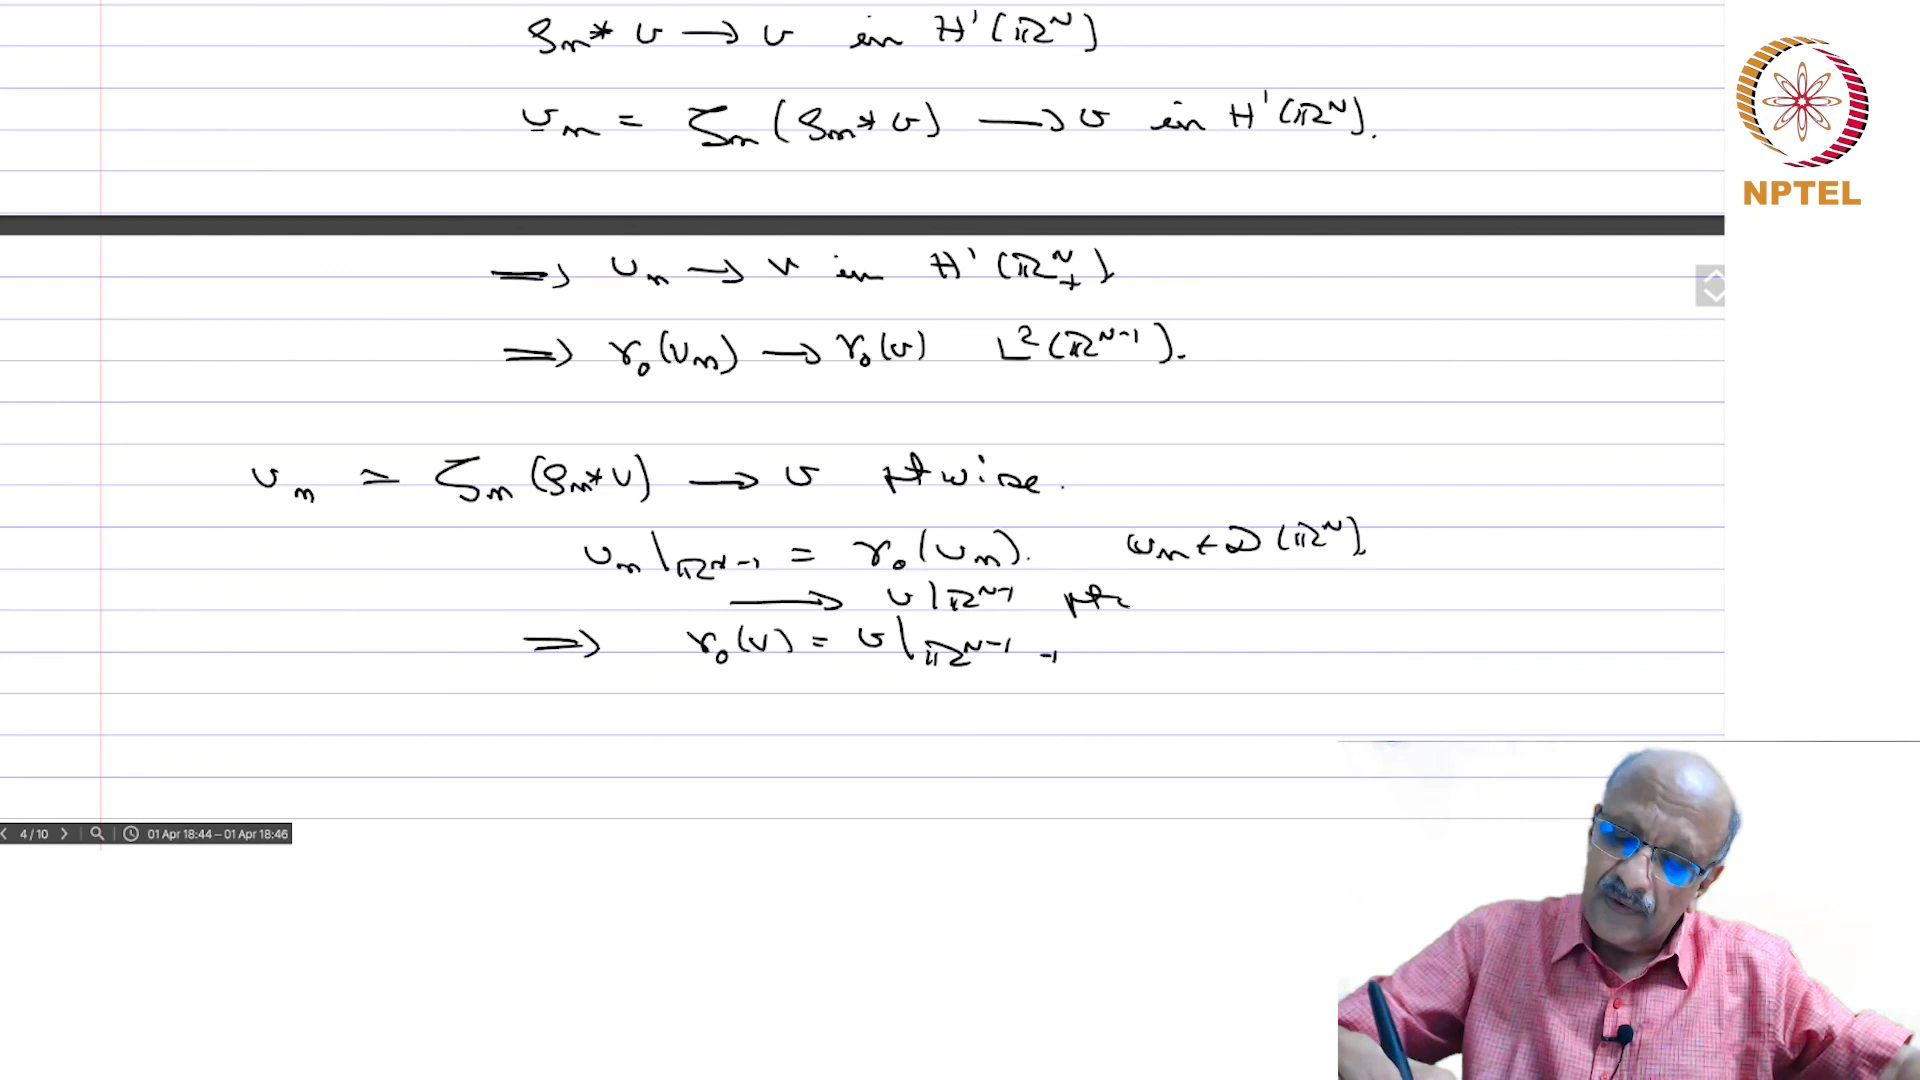 ρₘ * v → v in H¹(ℝᴺ)
vₘ = ζₘ(ρₘ * v) → v in H¹(ℝᴺ).
NPTEL
⇒ vₘ → v in H¹(ℝᴺ₊)
⇒ γ₀(vₘ) → γ₀(v) L²(ℝᴺ⁻¹).
vₘ = ζₘ(ρₘ * v) → v ptwise.
vₘ|ℝᴺ⁻¹ = γ₀(vₘ). vₘ ∈ 𝒟(ℝᴺ)
→ v|ℝᴺ⁻¹
⇒ γ₀(v) = v|ℝᴺ⁻¹
4 / 10 01 Apr 18:44 – 01 Apr 18:46